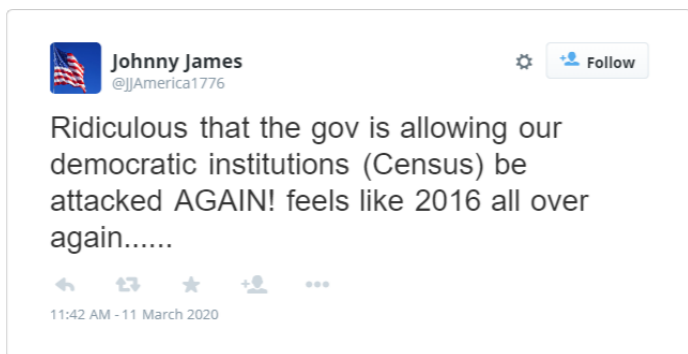 Johnny James
@JJAmerica1776
Follow
Ridiculous that the gov is allowing our
democratic institutions (Census) be
attacked AGAIN! feels like 2016 all over
again......
11:42 AM - 11 March 2020